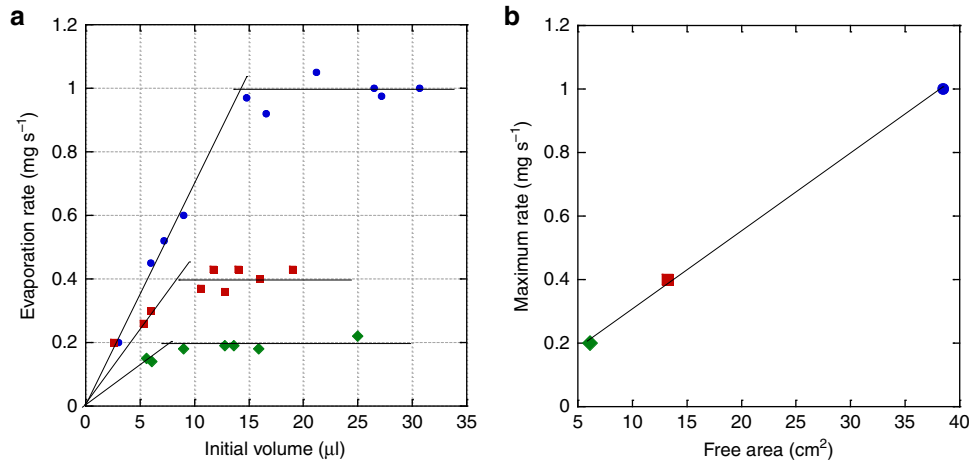 a
Evaporation rate (mg s⁻¹)
1.2
1
0.8
0.6
0.4
0.2
0
0 5 10 15 20 25 30 35
Initial volume (μl)
b
Maximum rate (mg s⁻¹)
1.2
1
0.8
0.6
0.4
0.2
0
5 10 15 20 25 30 35 40
Free area (cm²)